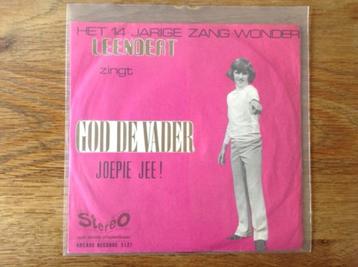 HET 14 JARIGE ZANG WONDER
LEENDERT
zingt
GOD DE VADER
JOEPIE JEE!
Stereo